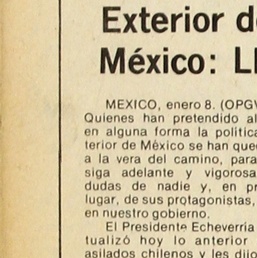 Exterior d
México: L
MEXICO, enero 8. (OPGV
Quienes han pretendido al
en alguna forma la política
terior de México se han que
a la vera del camino, para
siga adelante y vigorosa
dudas de nadie y, en pr
lugar, de sus protagonistas,
en nuestro gobierno.
El Presidente Echeverria
tualizó hoy lo anterior
asilados chilenos y les dijo